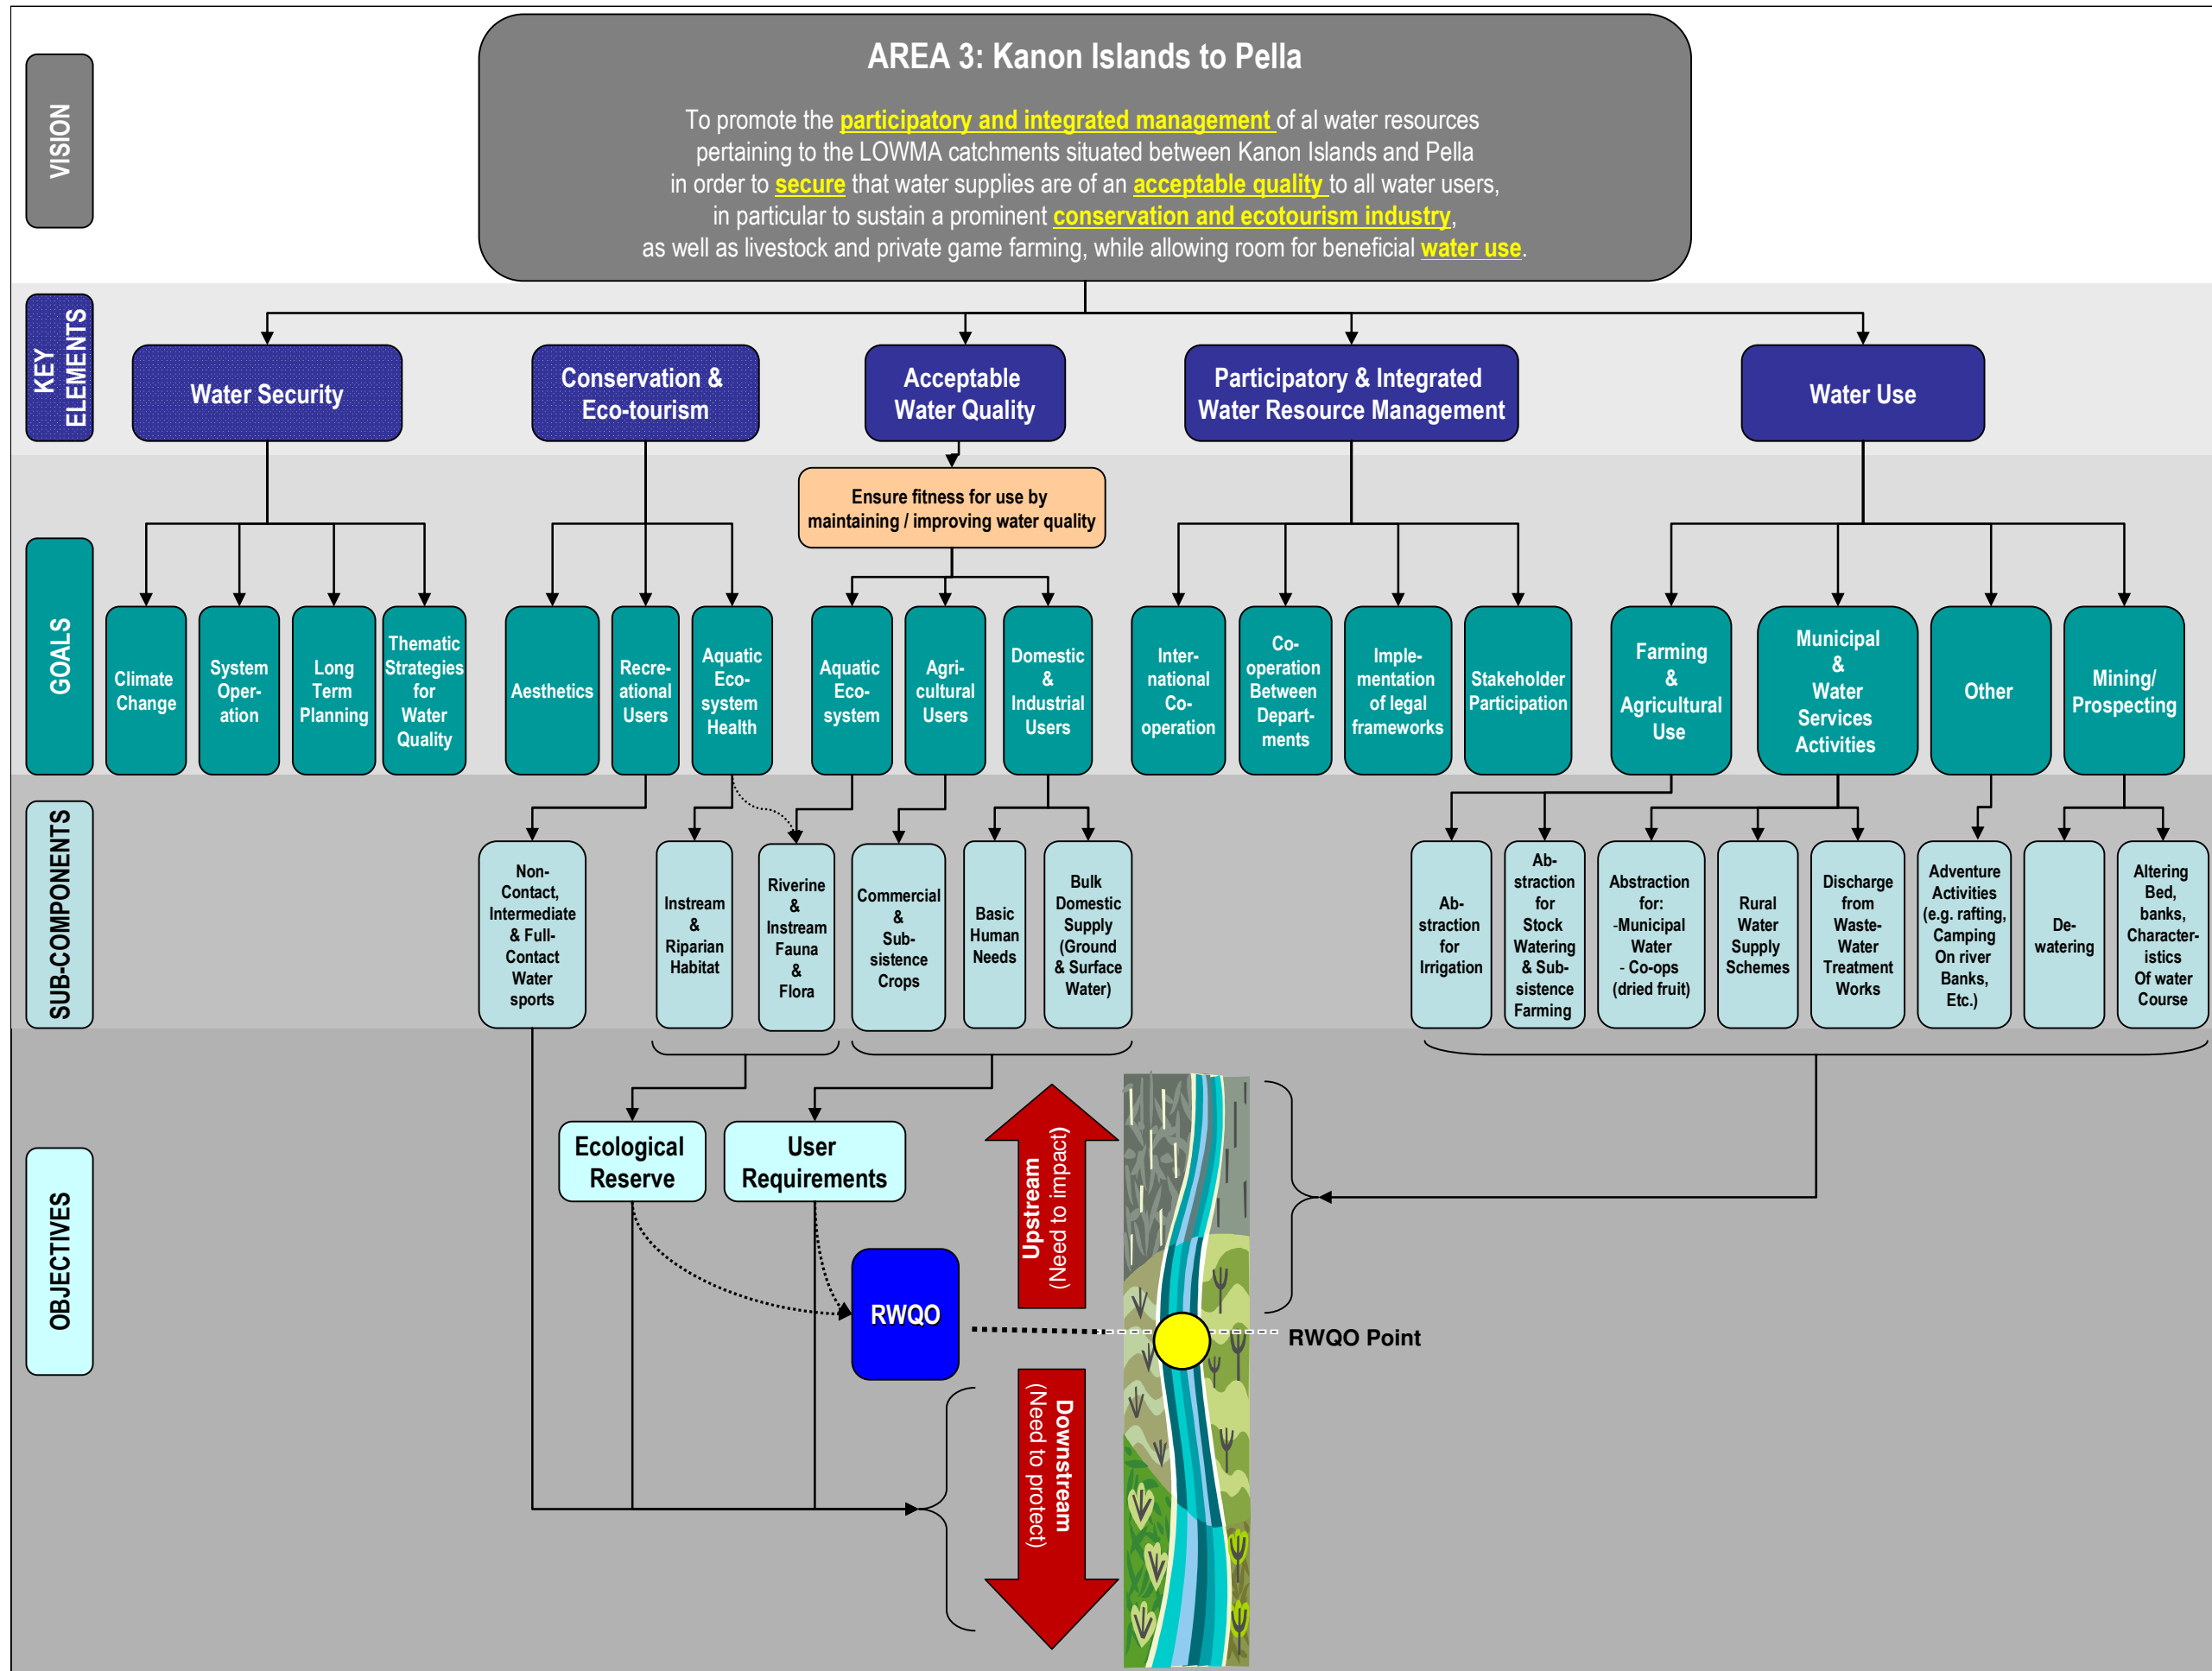 VISION
AREA 3: Kanon Islands to Pella
To promote the participatory and integrated management of al water resources
pertaining to the LOWMA catchments situated between Kanon Islands and Pella
in order to secure that water supplies are of an acceptable quality to all water users,
in particular to sustain a prominent conservation and ecotourism industry,
as well as livestock and private game farming, while allowing room for beneficial water use.
KEY
ELEMENTS
Water Security
Conservation &
Eco-tourism
Acceptable
Water Quality
Participatory & Integrated
Water Resource Management
Water Use
Ensure fitness for use by
maintaining / improving water quality
GOALS
Climate
Change
System
Oper-
ation
Long
Term
Planning
Thematic
Strategies
for
Water
Quality
Aesthetics
Recre-
ational
Users
Aquatic
Eco-
system
Health
Aquatic
Eco-
system
Agri-
cultural
Users
Domestic
&
Industrial
Users
Inter-
national
Co-
operation
Co-
operation
Between
Depart-
ments
Imple-
mentation
of legal
frameworks
Stakeholder
Participation
Farming
&
Agricultural
Use
Municipal
&
Water
Services
Activities
Other
Mining/
Prospecting
SUB-COMPONENTS
Non-
Contact,
Intermediate
& Full-
Contact
Water
sports
Instream
&
Riparian
Habitat
Riverine
&
Instream
Fauna
&
Flora
Commercial
&
Sub-
sistence
Crops
Basic
Human
Needs
Bulk
Domestic
Supply
(Ground
& Surface
Water)
Ab-
straction
for
Irrigation
Ab-
straction
for
Stock
Watering
& Sub-
sistence
Farming
Abstraction
for:
-Municipal
Water
- Co-ops
(dried fruit)
Rural
Water
Supply
Schemes
Discharge
from
Waste-
Water
Treatment
Works
Adventure
Activities
(e.g. rafting,
Camping
On river
Banks,
Etc.)
De-
watering
Altering
Bed,
banks,
Character-
istics
Of water
Course
OBJECTIVES
Ecological
Reserve
User
Requirements
Upstream
(Need to impact)
RWQO
RWQO Point
Downstream
(Need to protect)